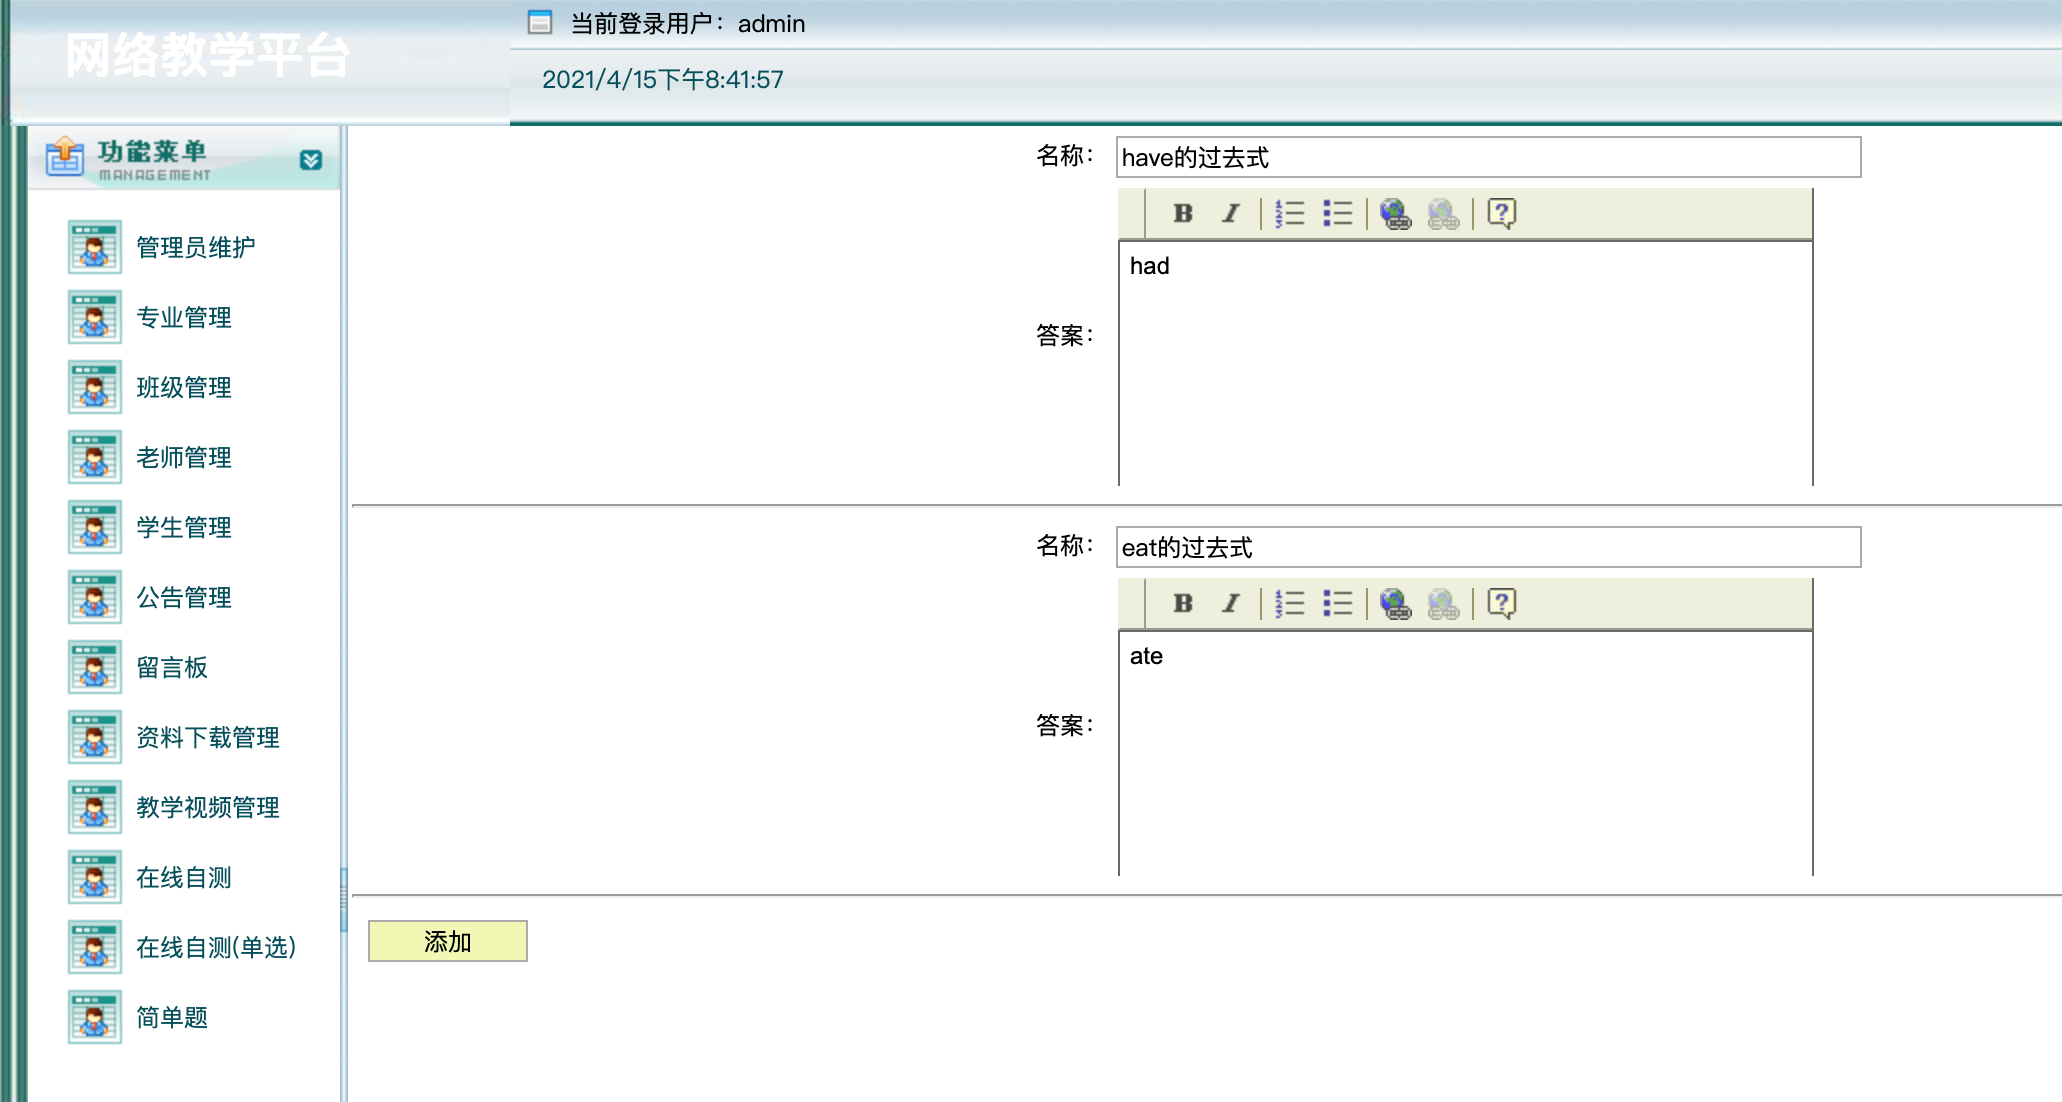 网络教学平台
当前登录用户：admin
2021/4/15下午8:41:57
功能菜单
MANAGEMENT
管理员维护
专业管理
班级管理
老师管理
学生管理
公告管理
留言板
资料下载管理
教学视频管理
在线自测
在线自测(单选)
简单题
名称：
have的过去式
答案：
had
名称：
eat的过去式
答案：
ate
添加